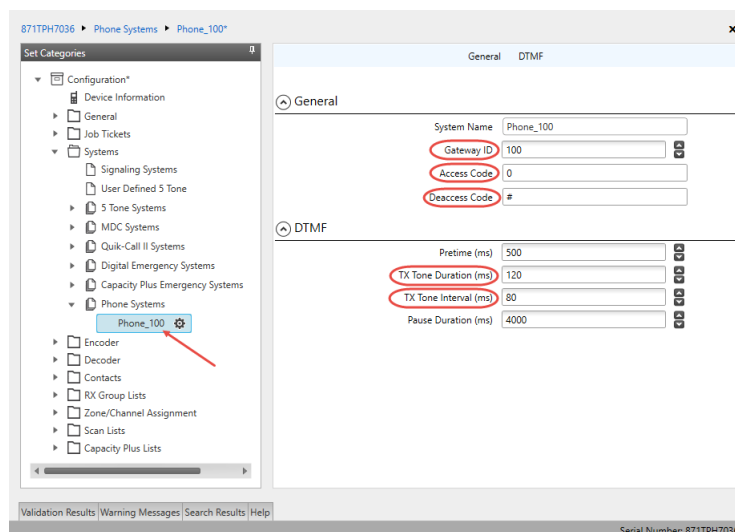 871TPH7036 Phone Systems Phone_100*
Set Categories
Configuration*
Device Information
General
Job Tickets
Systems
Signaling Systems
User Defined 5 Tone
5 Tone Systems
MDC Systems
Quik-Call II Systems
Digital Emergency Systems
Capacity Plus Emergency Systems
Phone Systems
Phone_100
Encoder
Decoder
Contacts
RX Group Lists
Zone/Channel Assignment
Scan Lists
Capacity Plus Lists
General DTMF
General
System Name Phone_100
Gateway ID 100
Access Code 0
Deaccess Code #
DTMF
Pretime (ms) 500
TX Tone Duration (ms) 120
TX Tone Interval (ms) 80
Pause Duration (ms) 4000
Validation Results Warning Messages Search Results Help
Serial Number: 871TPH7036